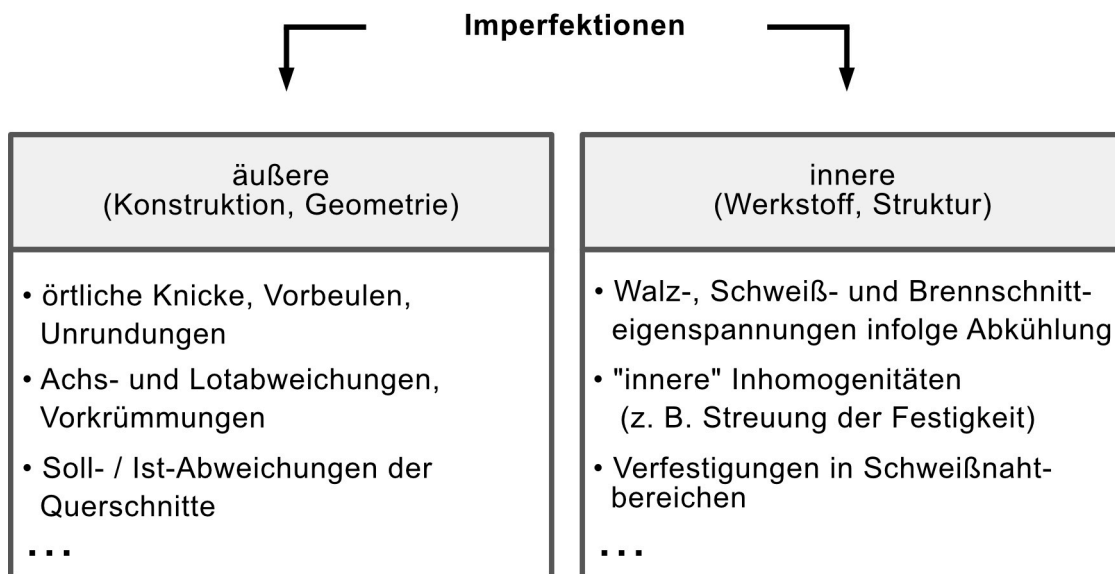 Imperfektionen
äußere
(Konstruktion, Geometrie)
• örtliche Knicke, Vorbeulen,
Unrundungen
• Achs- und Lotabweichungen,
Vorkrümmungen
• Soll- / Ist-Abweichungen der
Querschnitte
...
innere
(Werkstoff, Struktur)
• Walz-, Schweiß- und Brennschnitt-
eigenspannungen infolge Abkühlung
• "innere" Inhomogenitäten
(z. B. Streuung der Festigkeit)
• Verfestigungen in Schweißnaht-
bereichen
...